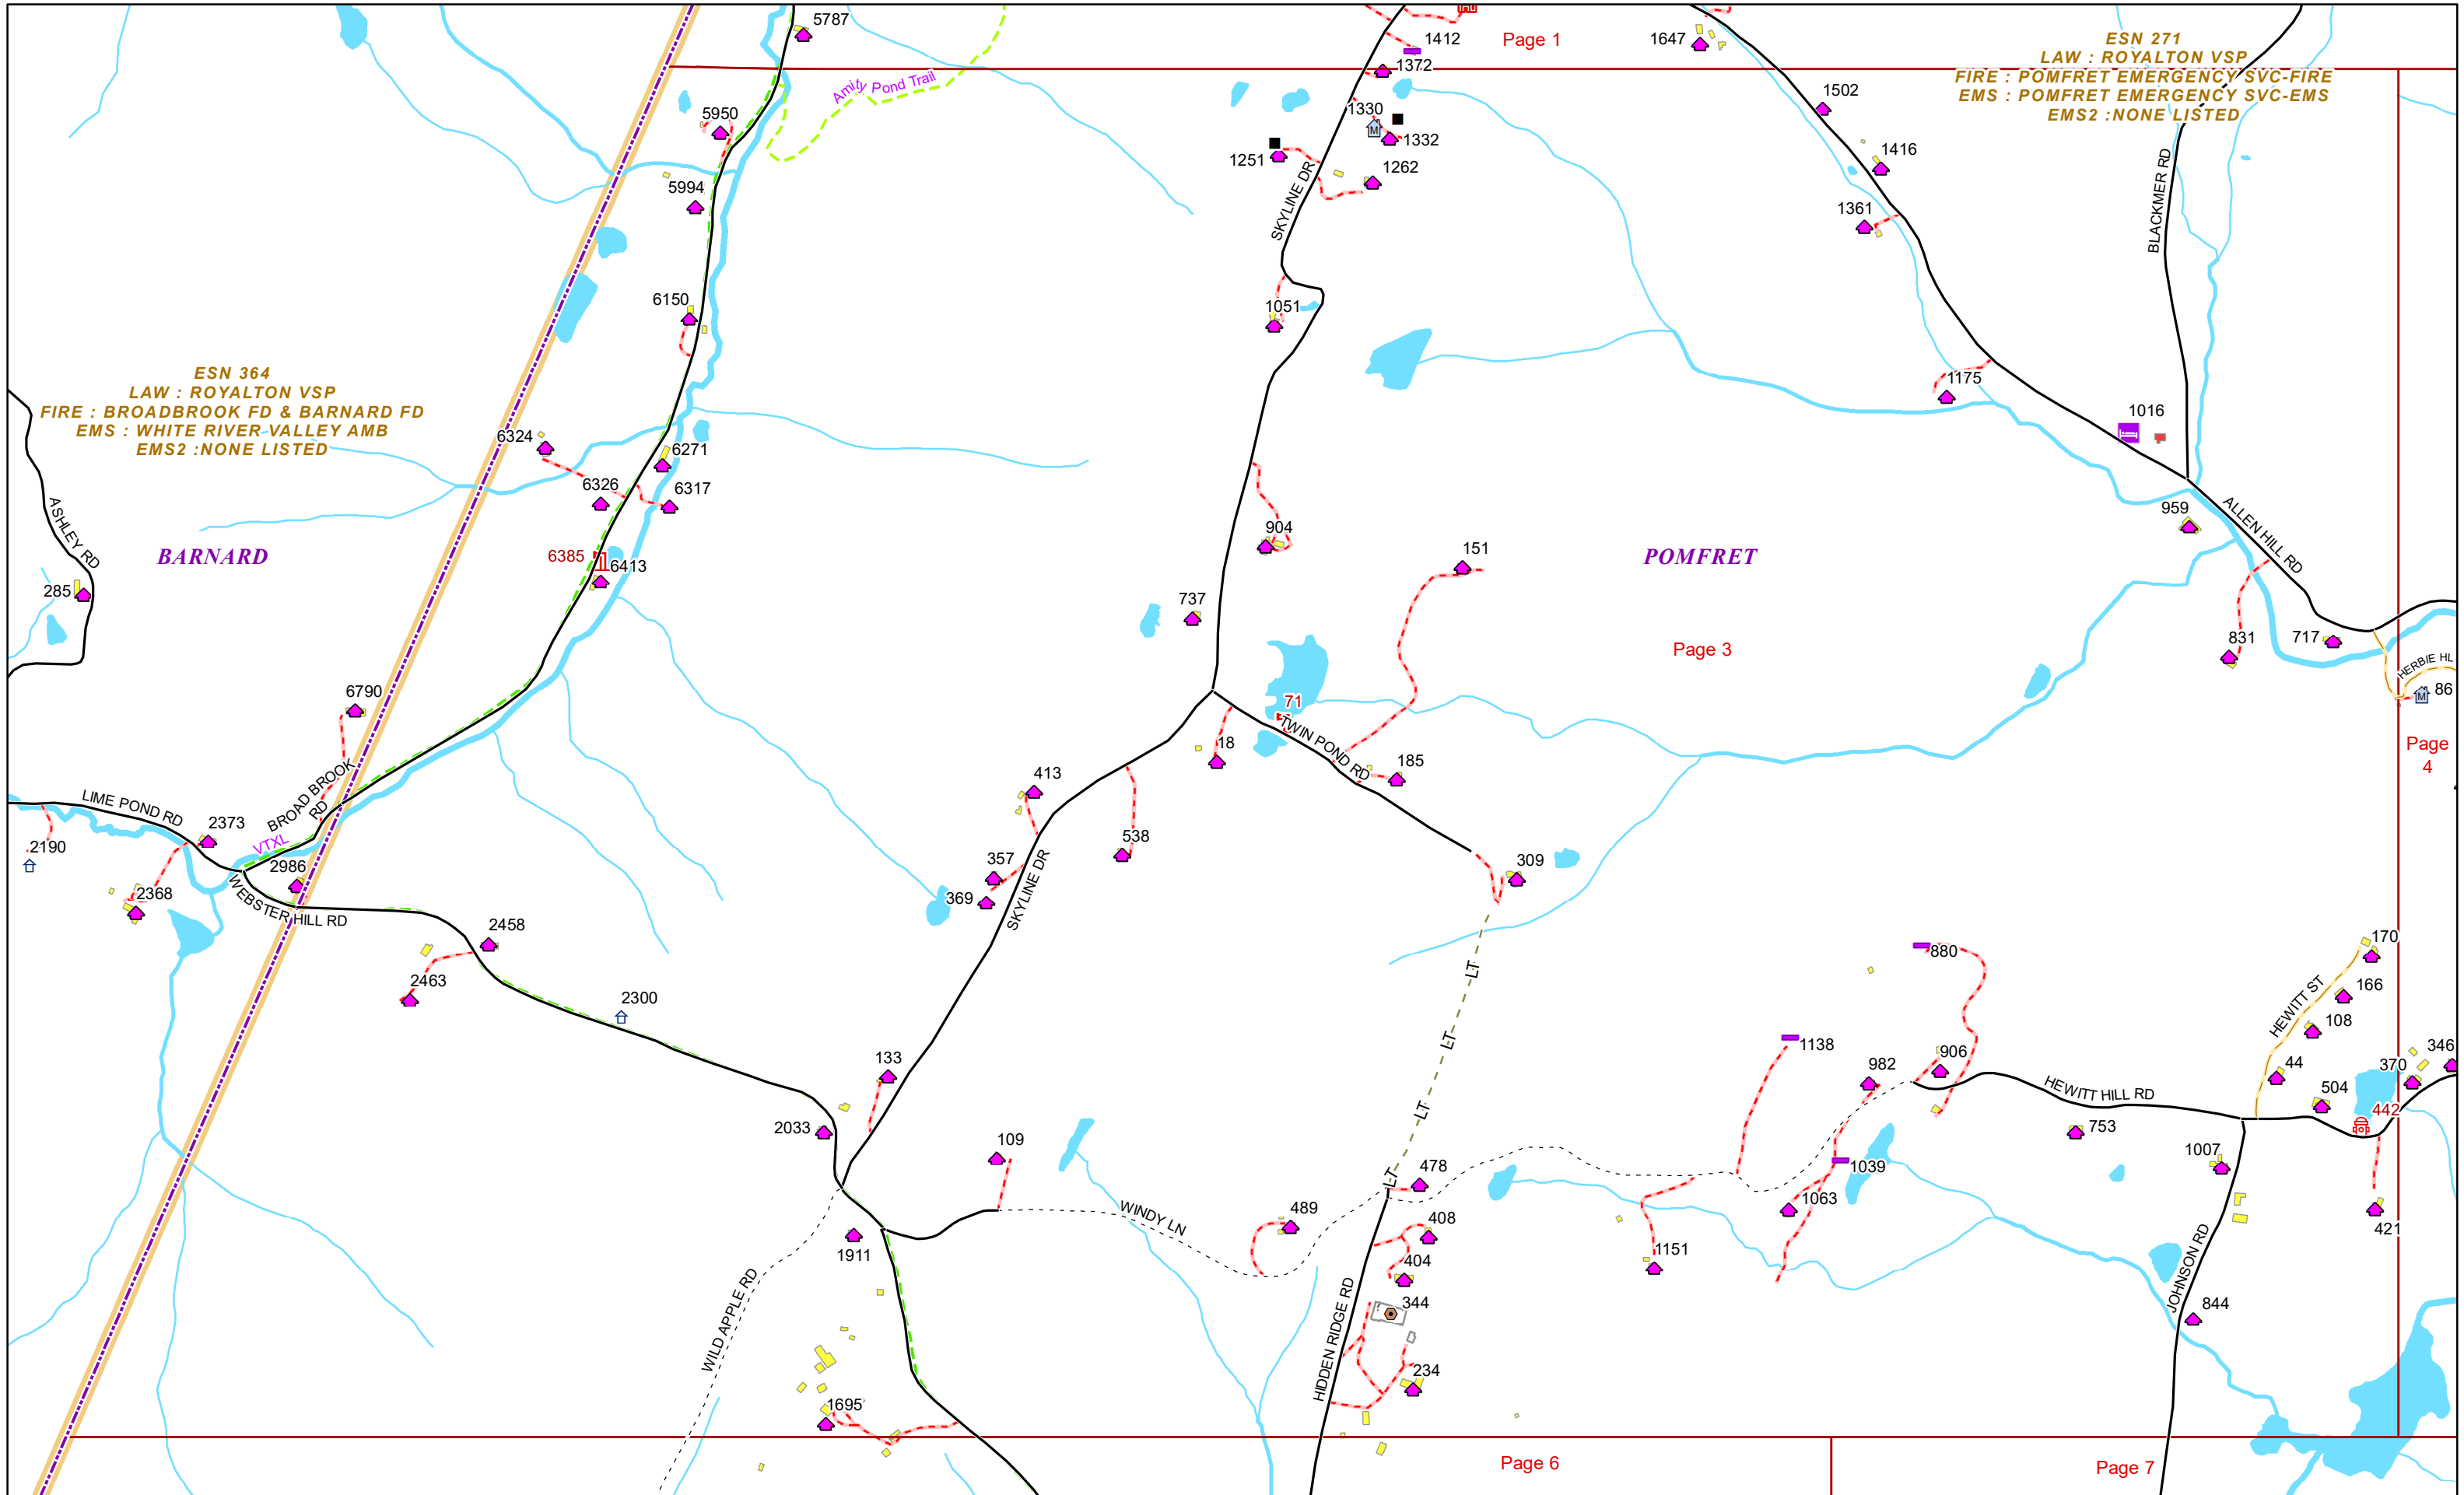 5787
1412
Page 1
1647
ESN 271
LAW : ROYALTON VSP
FIRE : POMFRET EMERGENCY SVC-FIRE
EMS : POMFRET EMERGENCY SVC-EMS
EMS2 :NONE LISTED
1372
Amity Pond Trail
1502
5950
1330
M
1332
1251
1262
1416
5994
SKYLINE DR
1361
BLACKMER RD
6150
1051
ESN 364
LAW : ROYALTON VSP
FIRE : BROADBROOK FD & BARNARD FD
EMS : WHITE RIVER VALLEY AMB
EMS2 :NONE LISTED
1175
1016
6324
6271
6326
6317
ASHLEY RD
904
959
ALLEN HILL RD
BARNARD
6385
6413
151
POMFRET
285
737
831
717
Page 3
HERBIE HL
M
86
6790
71
TWIN POND RD
18
185
Page
4
LIME POND RD
BROAD BROOK
RD
413
2373
VTXL
538
2190
2986
357
309
2368
369
SKYLINE DR
WEBSTER HILL RD
2458
170
880
2463
LT
166
2300
HEWITT ST
108
LT
1138
133
982
906
44
370
346
HEWITT HILL RD
504
442
LT
2033
109
753
1007
478
1039
LT
1063
WINDY LN
489
408
421
1911
1151
404
JOHNSON RD
WILD APPLE RD
344
844
HIDDEN RIDGE RD
234
1695
Page 6
Page 7